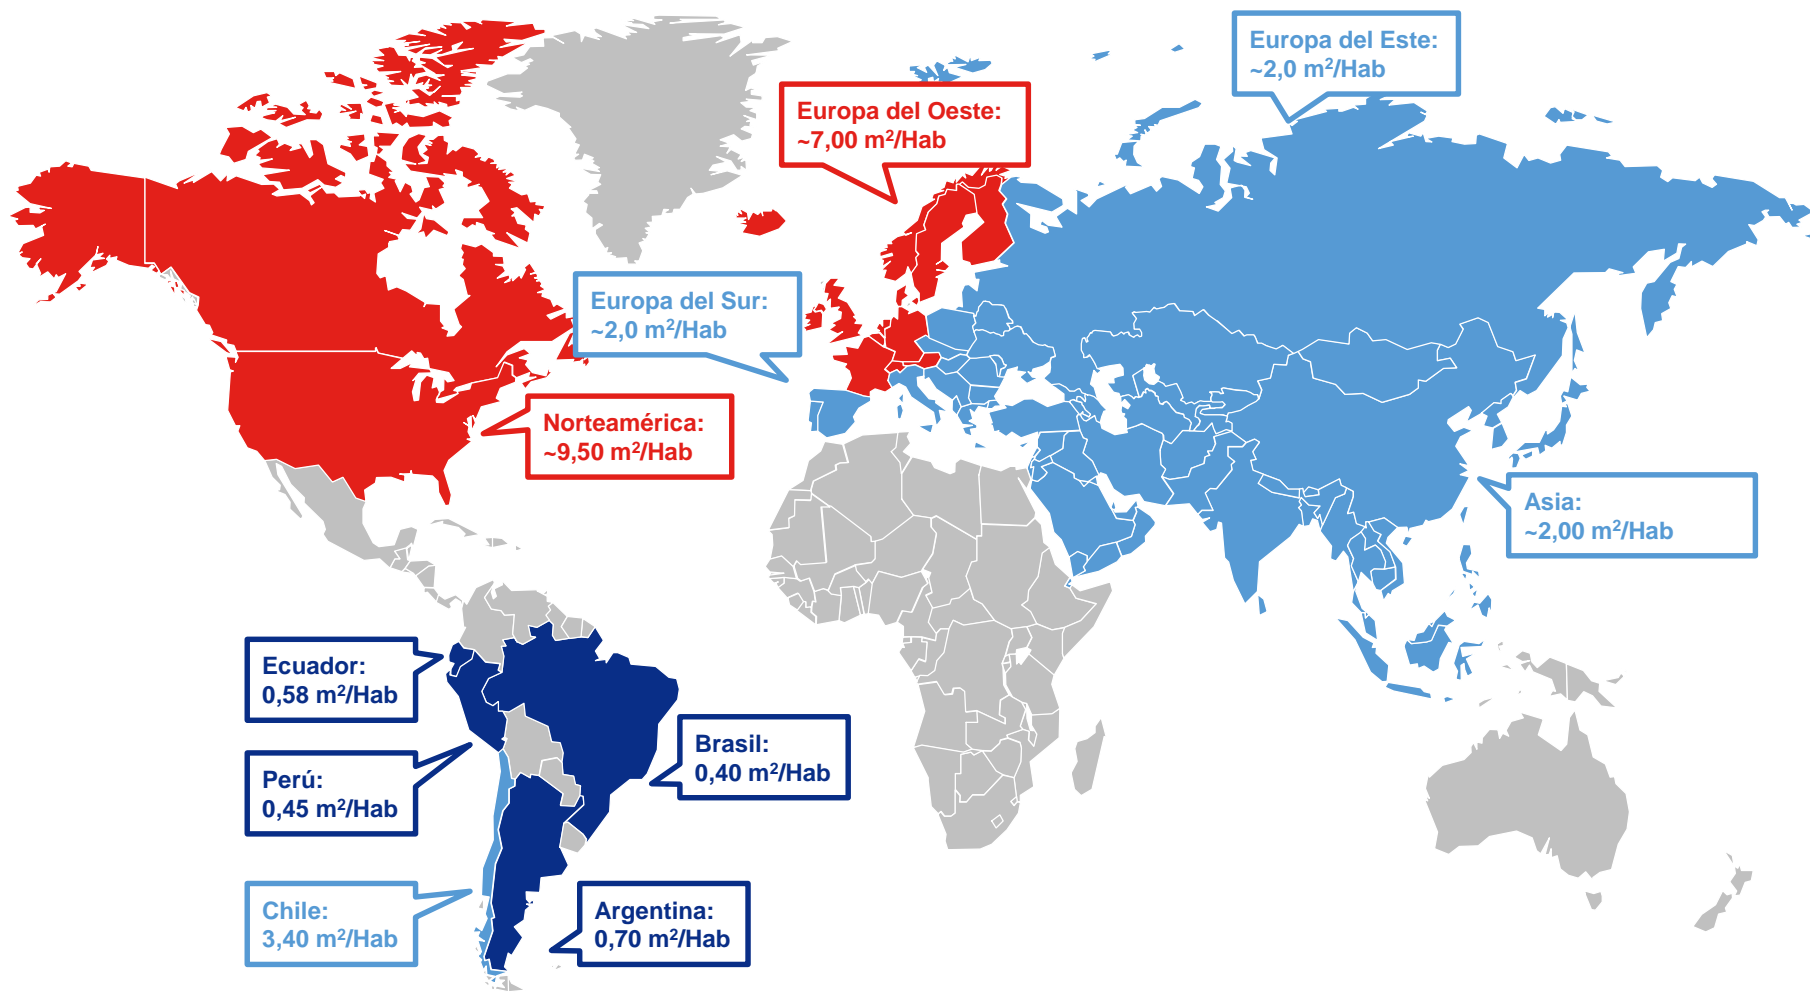 Europa del Este:
~2,0 m²/Hab
Europa del Oeste:
~7,00 m²/Hab
Europa del Sur:
~2,0 m²/Hab
Norteamérica:
~9,50 m²/Hab
Asia:
~2,00 m²/Hab
Ecuador:
0,58 m²/Hab
Brasil:
0,40 m²/Hab
Perú:
0,45 m²/Hab
Chile:
3,40 m²/Hab
Argentina:
0,70 m²/Hab